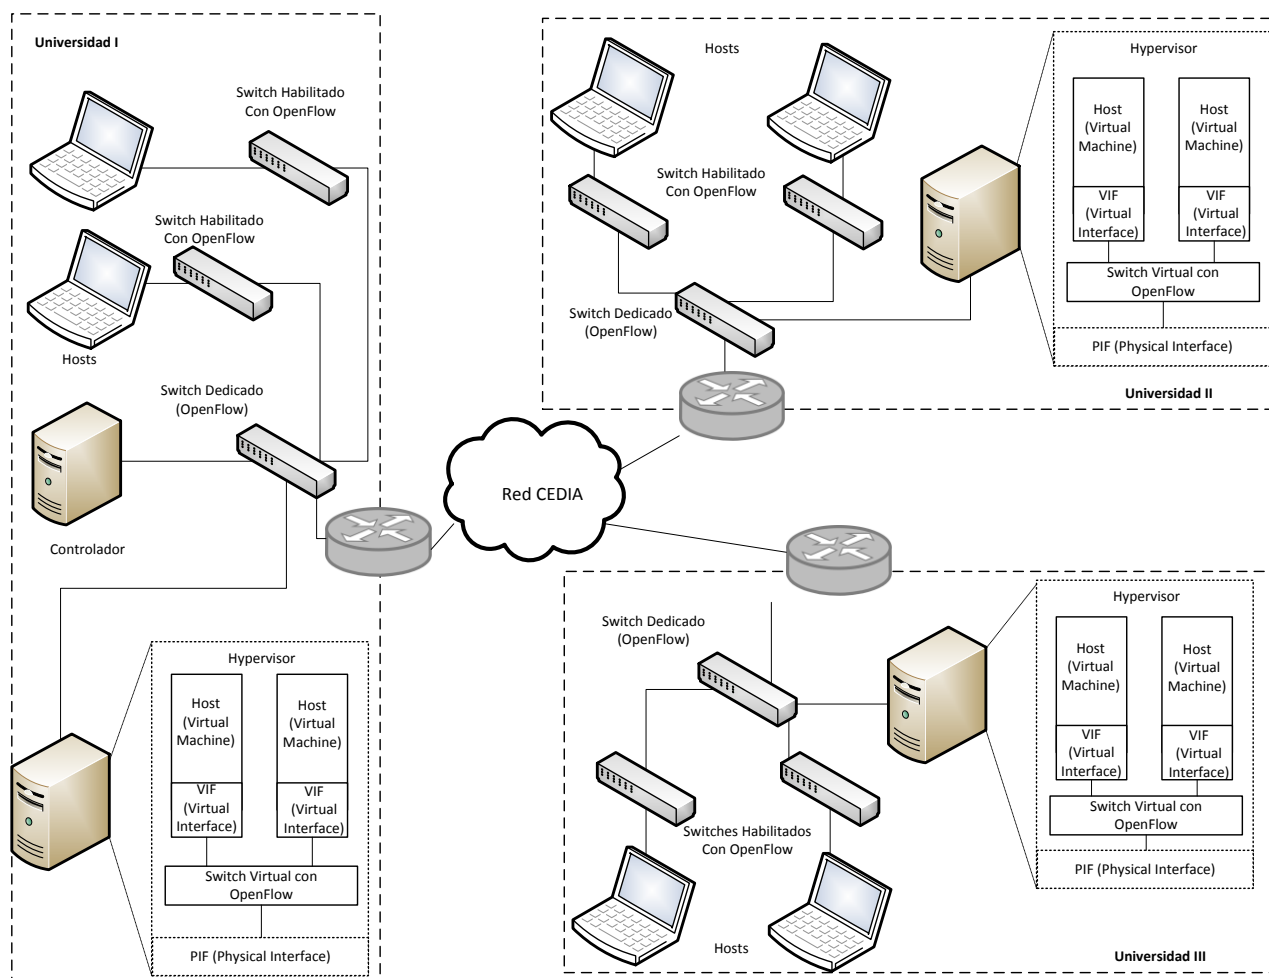 Universidad I
Switch Habilitado
Con OpenFlow
Switch Habilitado
Con OpenFlow
Hosts
Switch Dedicado
(OpenFlow)
Controlador
Hypervisor
Host
(Virtual
Machine)
Host
(Virtual
Machine)
VIF
(Virtual
Interface)
VIF
(Virtual
Interface)
Switch Virtual con
OpenFlow
PIF (Physical Interface)
Red CEDIA
Hosts
Switch Habilitado
Con OpenFlow
Switch Dedicado
(OpenFlow)
Hypervisor
Host
(Virtual
Machine)
Host
(Virtual
Machine)
VIF
(Virtual
Interface)
VIF
(Virtual
Interface)
Switch Virtual con
OpenFlow
PIF (Physical Interface)
Universidad II
Switch Dedicado
(OpenFlow)
Switches Habilitados
Con OpenFlow
Hosts
Hypervisor
Host
(Virtual
Machine)
Host
(Virtual
Machine)
VIF
(Virtual
Interface)
VIF
(Virtual
Interface)
Switch Virtual con
OpenFlow
PIF (Physical Interface)
Universidad III